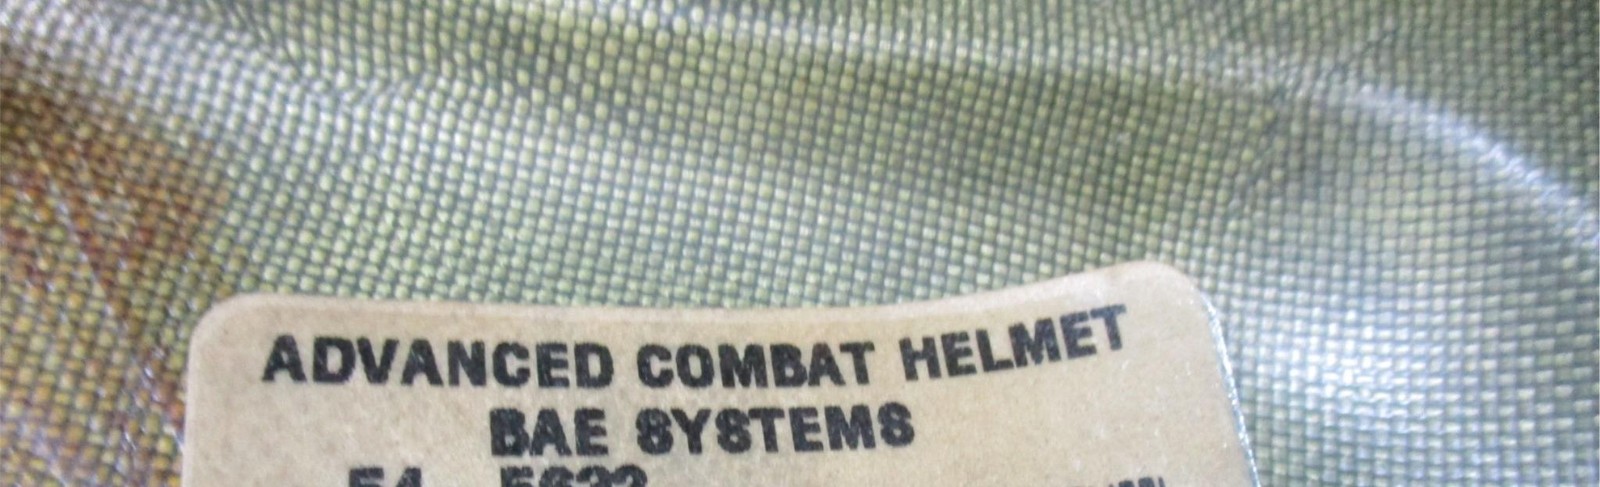 ADVANCED COMBAT HELMET
BAE SYSTEMS